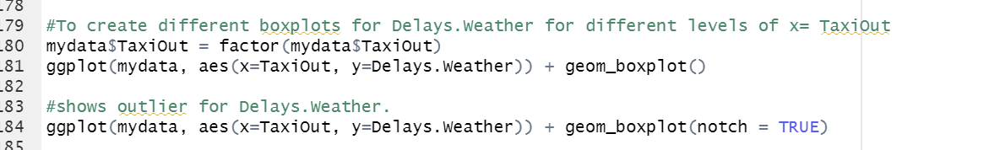 178
179 #To create different boxplots for Delays.Weather for different levels of x= TaxiOut
180 mydata$TaxiOut = factor(mydata$TaxiOut)
181 ggplot(mydata, aes(x=TaxiOut, y=Delays.Weather)) + geom_boxplot()
182
183 #shows outlier for Delays.Weather.
184 ggplot(mydata, aes(x=TaxiOut, y=Delays.Weather)) + geom_boxplot(notch = TRUE)
185